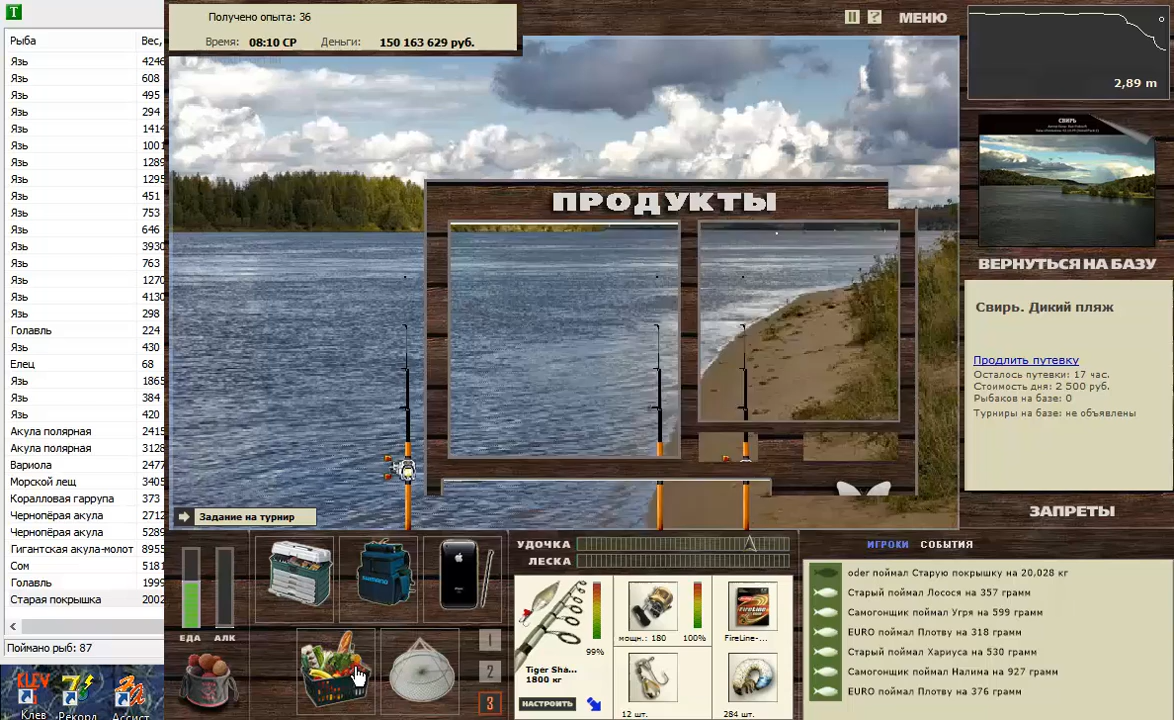 Рыба Вес,
Язь 4246
Язь 608
Язь 495
Язь 294
Язь 1414
Язь 1001
Язь 1289
Язь 1295
Язь 451
Язь 753
Язь 646
Язь 3930
Язь 763
Язь 1270
Язь 4130
Язь 298
Голавль 224
Язь 430
Елец 68
Язь 1865
Язь 384
Язь 420
Акула полярная 2415
Акула полярная 3128
Вариола 2477
Морской лещ 3405
Коралловая гаррупа 373
Чернопёрая акула 2712
Чернопёрая акула 5289
Гигантская акула-молот 8955
Сом 5181
Голавль 1999
Старая покрышка 2002
Поймано рыб: 87
KLEV
Клев
Рекорд
Ассист...
Получено опыта: 36
Время: 08:10 СР Деньги: 150 163 629 руб.
? МЕНЮ
2,89 m
ПРОДУКТЫ
СВИРЬ
ВЕРНУТЬСЯ НА БАЗУ
Свирь. Дикий пляж
Продлить путевку
Осталось путевки: 17 час.
Стоимость дня: 2 500 руб.
Рыбаков на базе: 0
Турниры на базе: не объявлены
ЗАПРЕТЫ
Задание на турнир
ЕДА АЛК
SHIMANO
1
2
3
УДОЧКА
ЛЕСКА
99%
Tiger Sha...
1800 кг
НАСТРОИТЬ
мощн.: 180 100%
FireLine
FireLine-...
12 шт.
284 шт.
ИГРОКИ СОБЫТИЯ
oder поймал Старую покрышку на 20,028 кг
Старый поймал Лосося на 357 грамм
Самогонщик поймал Угря на 599 грамм
EURO поймал Плотву на 318 грамм
Старый поймал Хариуса на 530 грамм
Самогонщик поймал Налима на 927 грамм
EURO поймал Плотву на 376 грамм